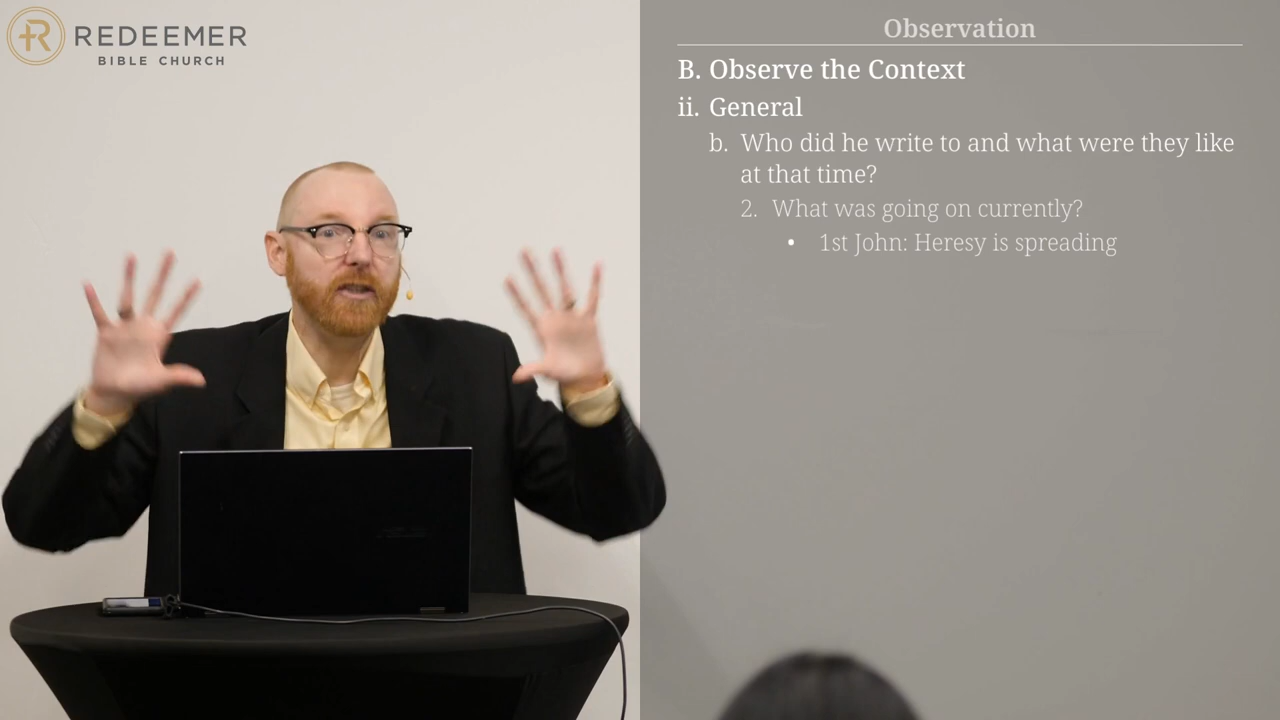 REDEEMER
BIBLE CHURCH
Observation
B. Observe the Context
ii. General
b. Who did he write to and what were they like
at that time?
2. What was going on currently?
• 1st John: Heresy is spreading